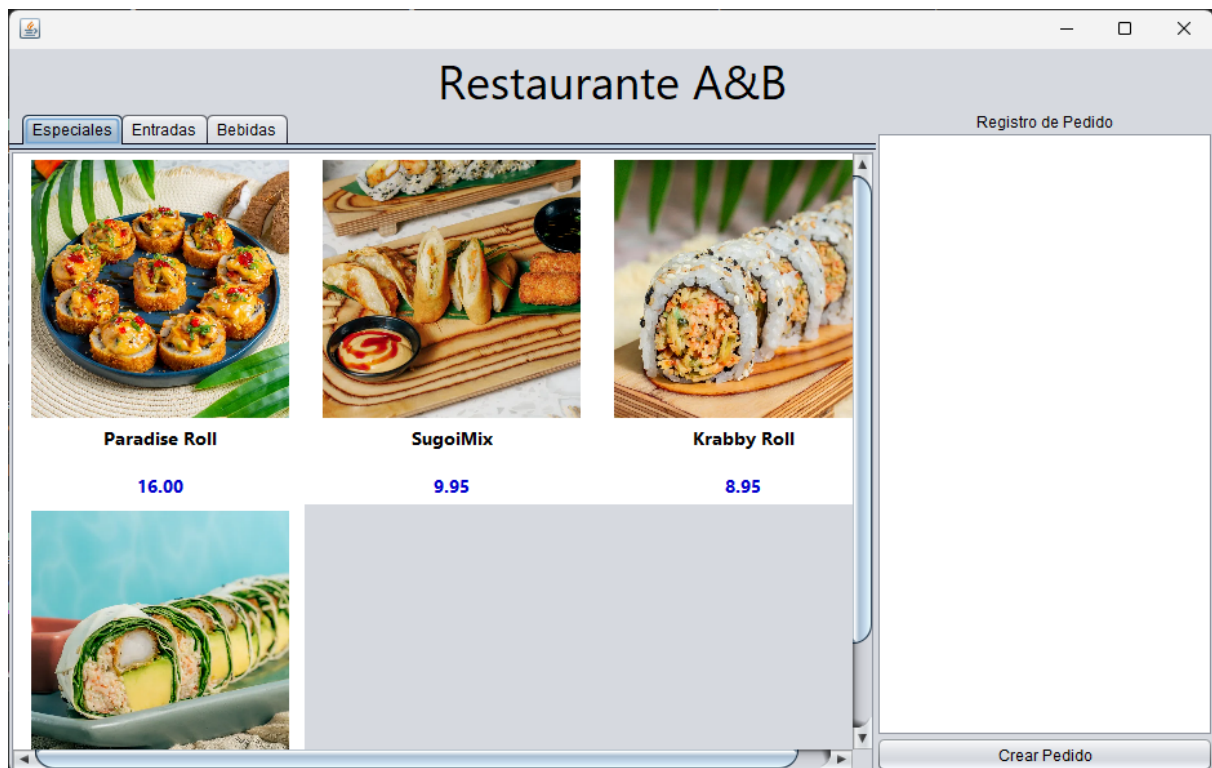 Restaurante A&B
Especiales Entradas Bebidas
Registro de Pedido
Paradise Roll SugoiMix Krabby Roll
16.00 9.95 8.95
Crear Pedido